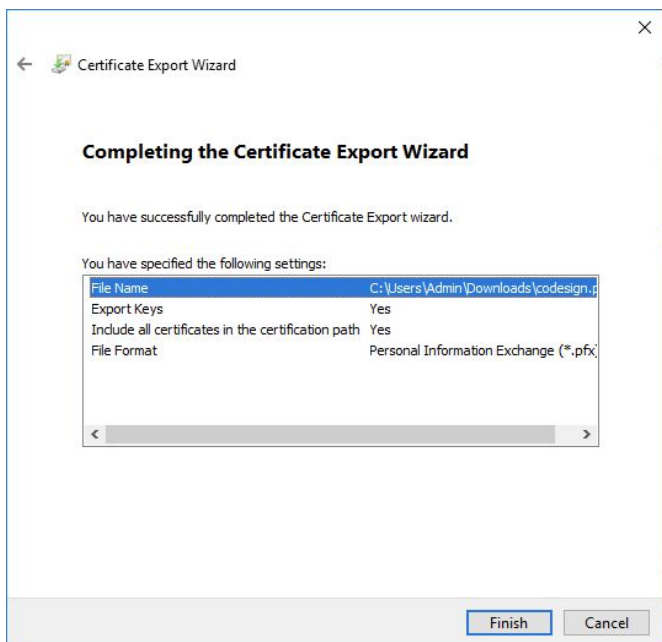 Certificate Export Wizard
Completing the Certificate Export Wizard
You have successfully completed the Certificate Export wizard.
You have specified the following settings:
File Name C:\Users\Admin\Downloads\codesign.p
Export Keys Yes
Include all certificates in the certification path Yes
File Format Personal Information Exchange (*.pfx)
Finish Cancel